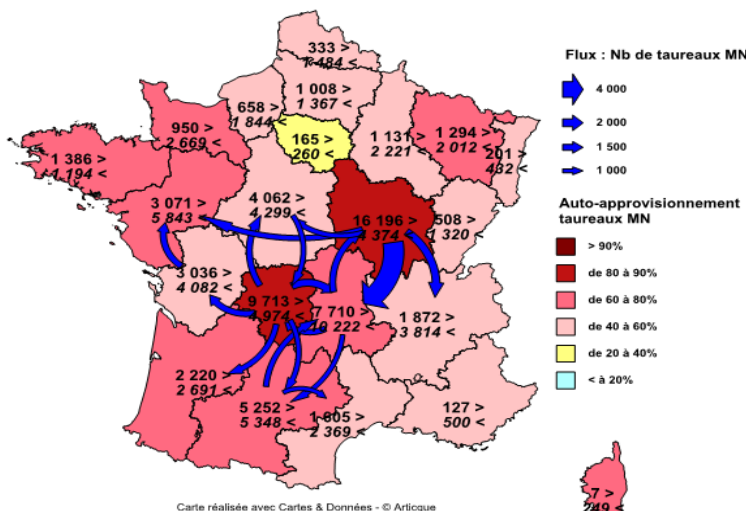 333 >
1 484 <
1 008 >
1 367 <
658 >
1 844 <
950 >
2 669 <
165 >
260 <
1 131 >
2 221
1 294 >
2 012 <
201 >
432 <
1 386 >
1 194 <
3 071 >
5 843
4 062 >
4 299 <
16 196 >
4 374
508 >
1 320
3 036 >
4 082 <
9 713 >
4 974 <
7 710 >
10 222
1 872 >
3 814 <
2 220 >
2 691 <
5 252 >
5 348 <
1 605 >
2 369 <
127 >
500 <
7 >
249 <
Flux : Nb de taureaux MN
4 000
2 000
1 500
1 000
Auto-approvisionnement
taureaux MN
> 90%
de 80 à 90%
de 60 à 80%
de 40 à 60%
de 20 à 40%
< à 20%
Carte réalisée avec Cartes & Données - © Articque